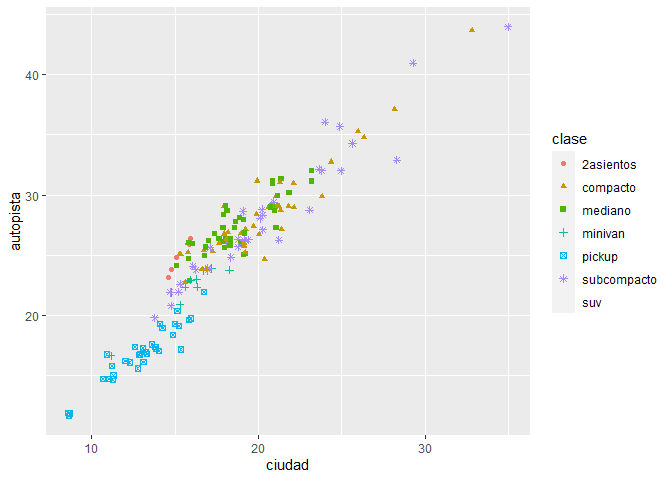 40
30
20
10
20
30
autopista
ciudad
clase
2asientos
compacto
mediano
minivan
pickup
subcompacto
suv